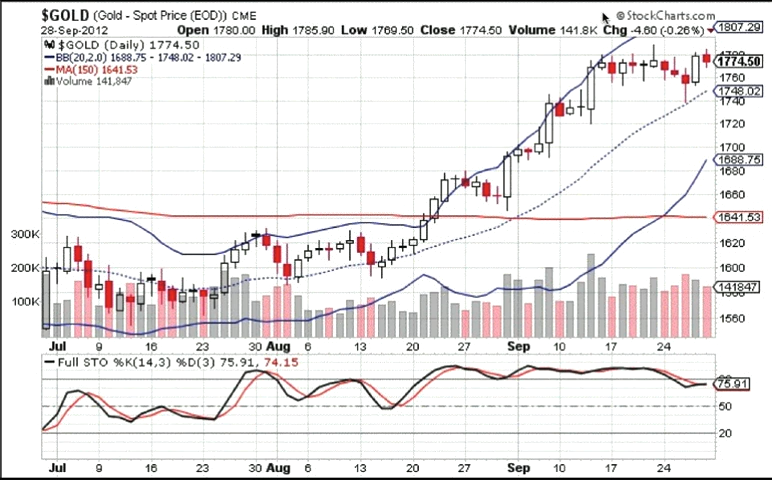 $GOLD (Gold - Spot Price (EOD)) CME
© StockCharts.com
28-Sep-2012 Open 1780.00 High 1785.90 Low 1769.50 Close 1774.50 Volume 141.8K Chg -4.60 (-0.26%)
1807.29
$GOLD (Daily) 1774.50
BB(20,2.0) 1688.75 - 1748.02 - 1807.29
MA(150) 1641.53
Volume 141,847
1774.50
1760
1748.02
1740
1720
1700
1688.75
1680
1660
1641.53
300K 1620
200K 1600
41847
100K
1560
Jul 9 16 23 30 Aug 6 13 20 27 Sep 10 17 24
Full STO %K(14,3) %D(3) 75.91, 74.15
75.91
50
20
Jul 9 16 23 30 Aug 6 13 20 27 Sep 10 17 24